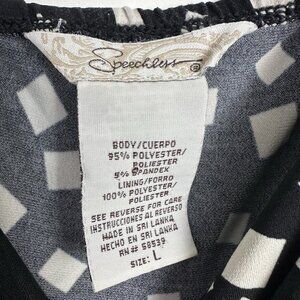 Speechless ®
BODY/CUERPO
95% POLYESTER/
POLIESTER
5% SPANDEX
LINING/FORRO
100% POLYESTER/
POLIESTER
SEE REVERSE FOR CARE
INSTRUCCIONES AL REVERSO
MADE IN SRI LANKA
HECHO EN SRI LANKA
RN# 58539
SIZE: L